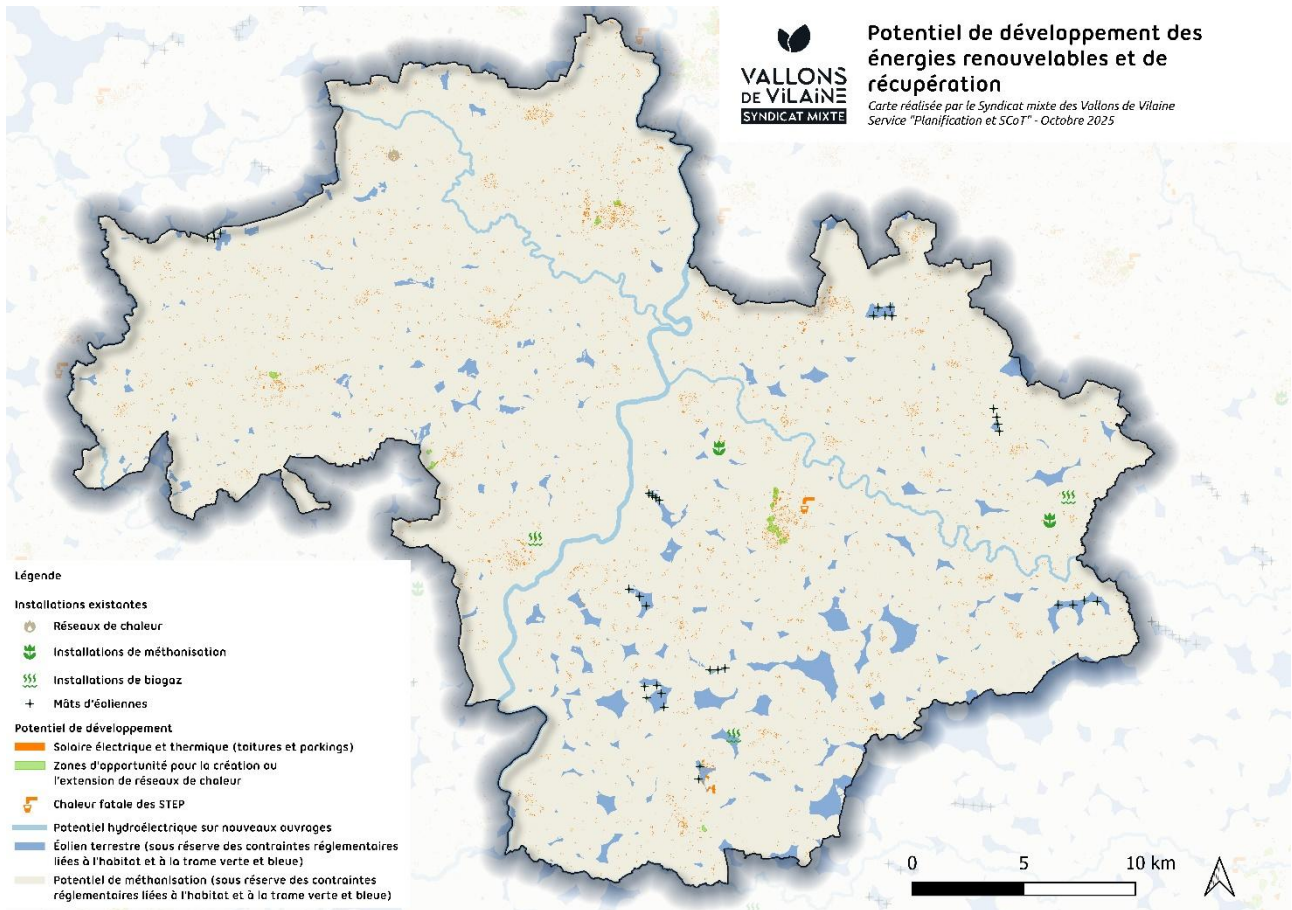 VALLONS
DE VILAINE
SYNDICAT MIXTE
Potentiel de développement des
énergies renouvelables et de
récupération
Carte réalisée par le Syndicat mixte des Vallons de Vilaine
Service "Planification et SCoT" - Octobre 2025
Légende
Installations existantes
Réseaux de chaleur
Installations de méthanisation
Installations de biogaz
Mâts d'éoliennes
Potentiel de développement
Solaire électrique et thermique (toitures et parkings)
Zones d'opportunité pour la création ou
l'extension de réseaux de chaleur
Chaleur fatale des STEP
Potentiel hydroélectrique sur nouveaux ouvrages
Éolien terrestre (sous réserve des contraintes réglementaires
liées à l'habitat et à la trame verte et bleue)
Potentiel de méthanisation (sous réserve des contraintes
réglementaires liées à l'habitat et à la trame verte et bleue)
0 5 10 km